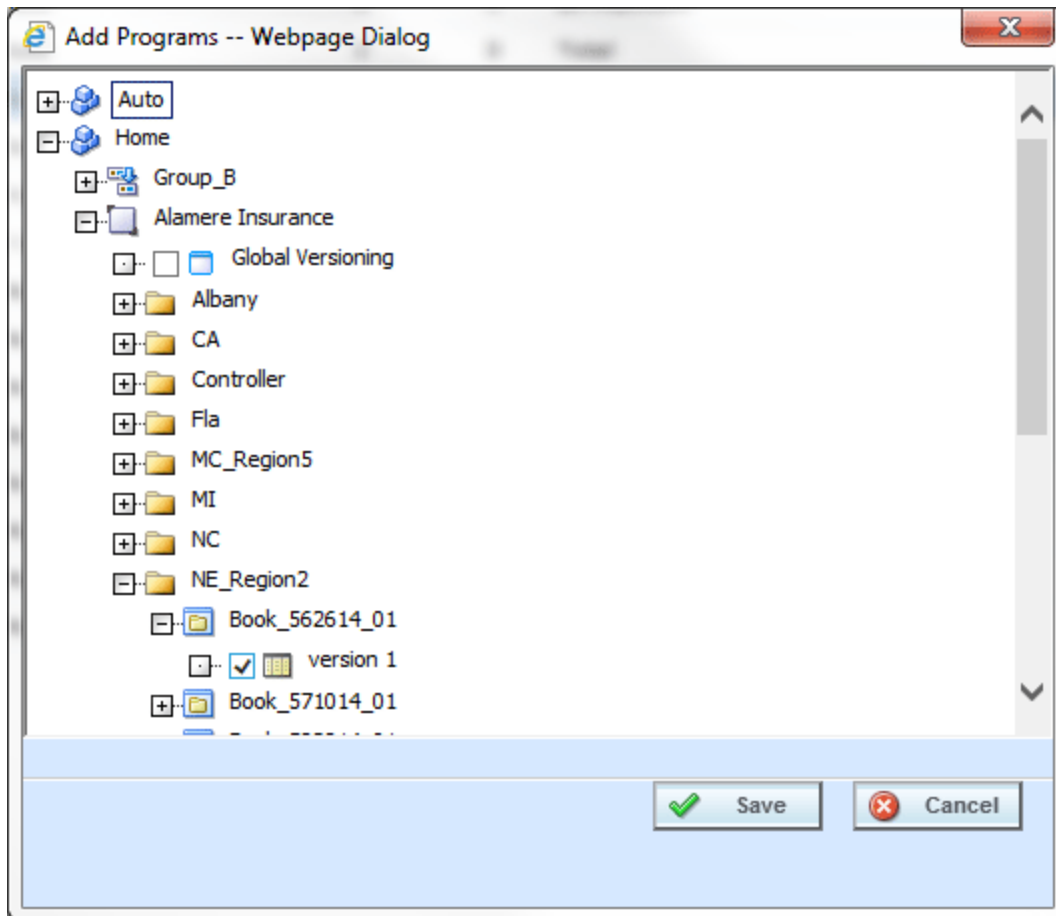 Add Programs -- Webpage Dialog
Auto
Home
Group_B
Alamere Insurance
Global Versioning
Albany
CA
Controller
Fla
MC_Region5
MI
NC
NE_Region2
Book_562614_01
version 1
Book_571014_01
Save
Cancel